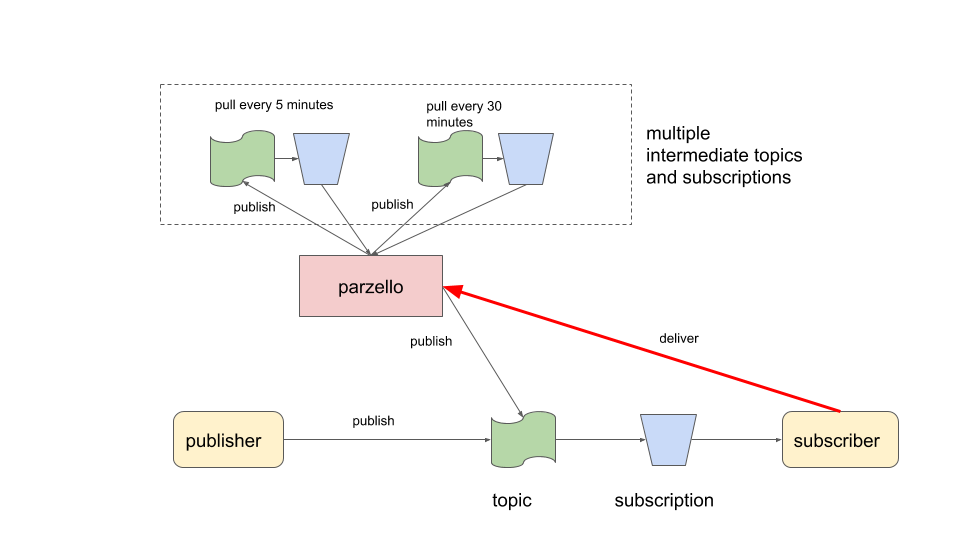 pull every 5 minutes
pull every 30
minutes
multiple
intermediate topics
and subscriptions
publish
publish
parzello
publish
deliver
publish
publisher
subscriber
topic
subscription